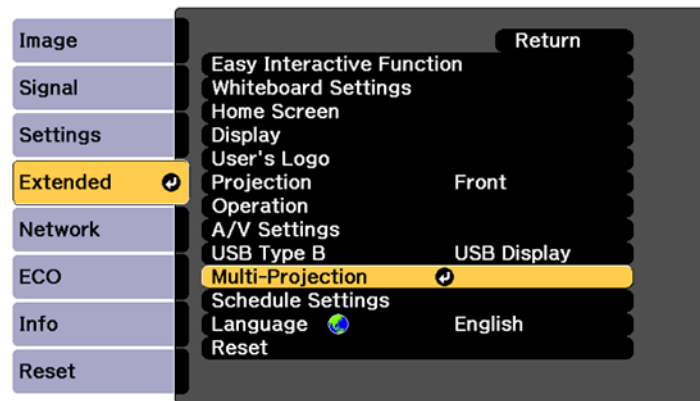 Image
Signal
Settings
Extended
Network
ECO
Info
Reset
Return
Easy Interactive Function
Whiteboard Settings
Home Screen
Display
User's Logo
Projection Front
Operation
A/V Settings
USB Type B USB Display
Multi-Projection
Schedule Settings
Language English
Reset